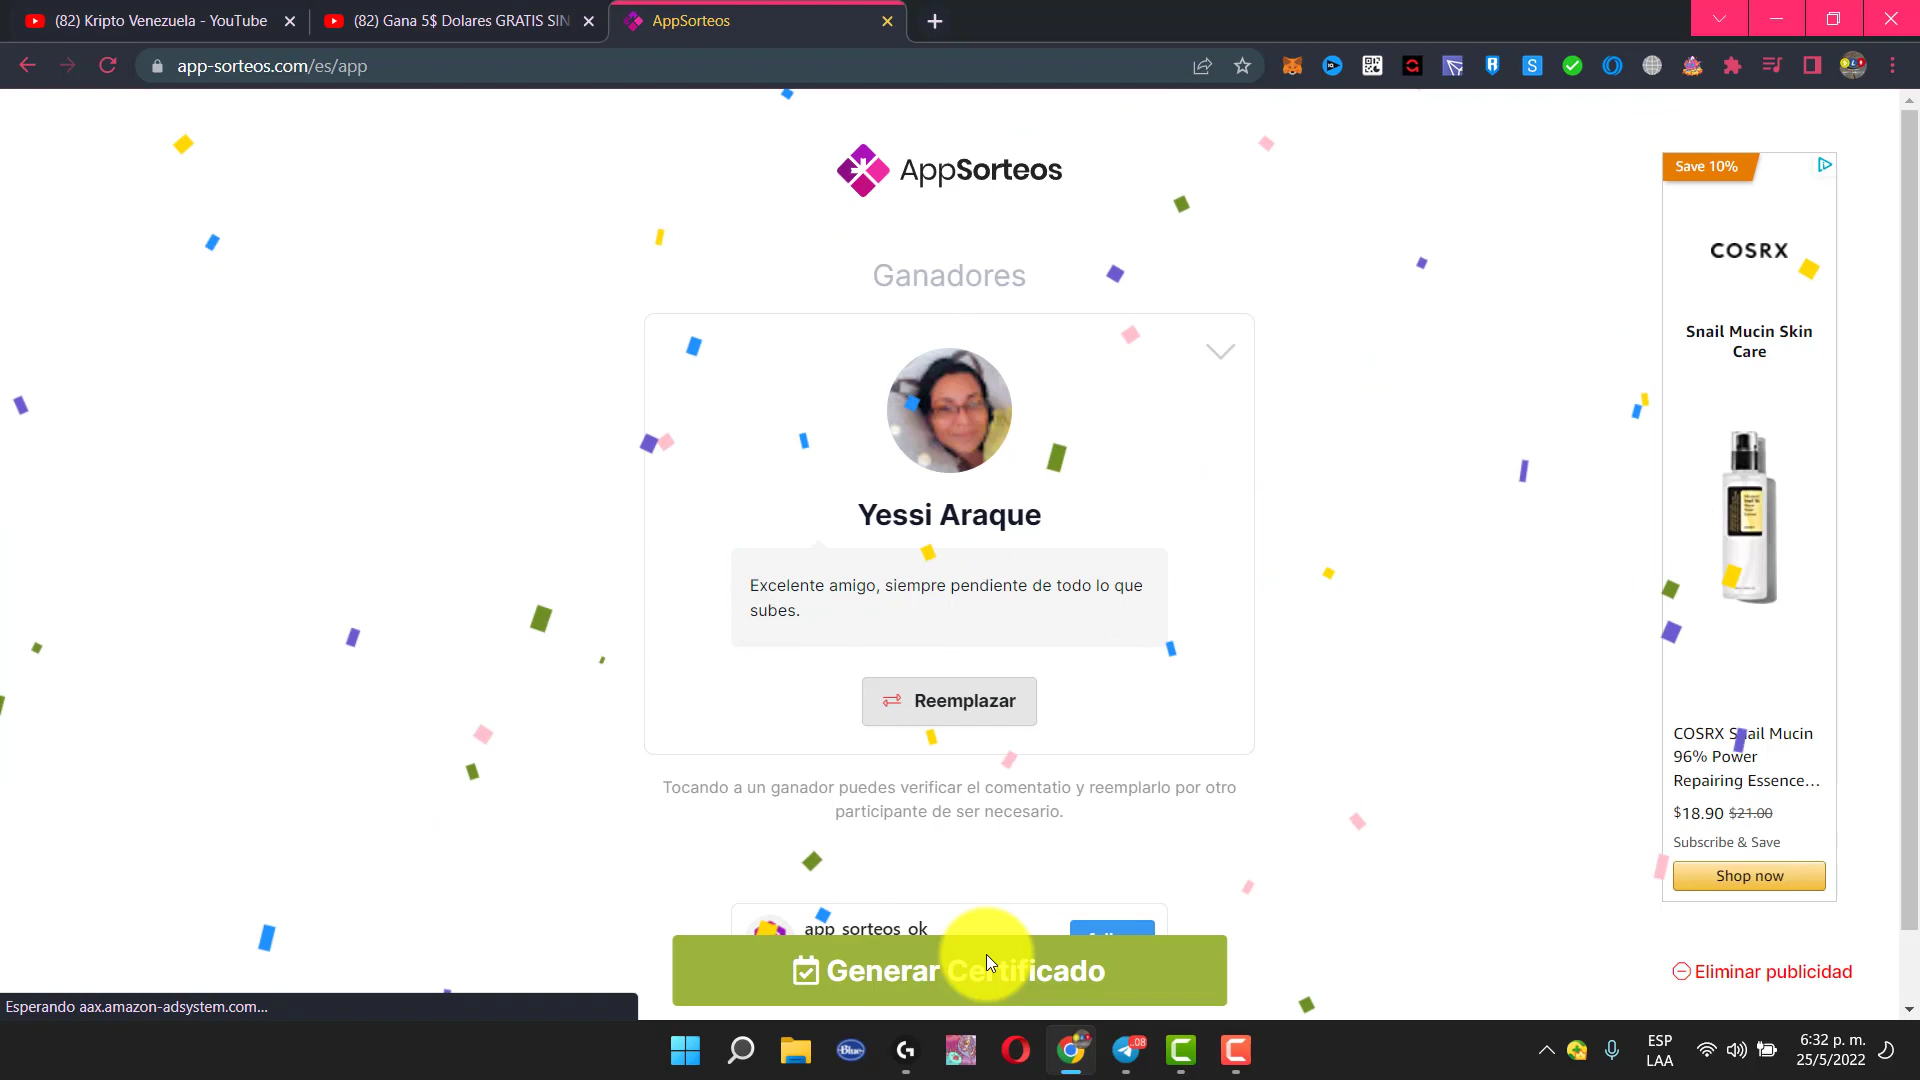 (82) Kripto Venezuela - YouTube
(82) Gana 5$ Dolares GRATIS SIN
AppSorteos
app-sorteos.com/es/app
AppSorteos
Ganadores
Yessi Araque
Excelente amigo, siempre pendiente de todo lo que
subes.
Reemplazar
Tocando a un ganador puedes verificar el comentatio y reemplarlo por otro
participante de ser necesario.
app_sorteos_ok
Generar Certificado
Save 10%
COSRX
Snail Mucin Skin
Care
COSRX Snail Mucin
96% Power
Repairing Essence...
$18.90 $21.00
Subscribe & Save
Shop now
Eliminar publicidad
Esperando aax.amazon-adsystem.com...
Blue
08
ESP
LAA
6:32 p. m.
25/5/2022